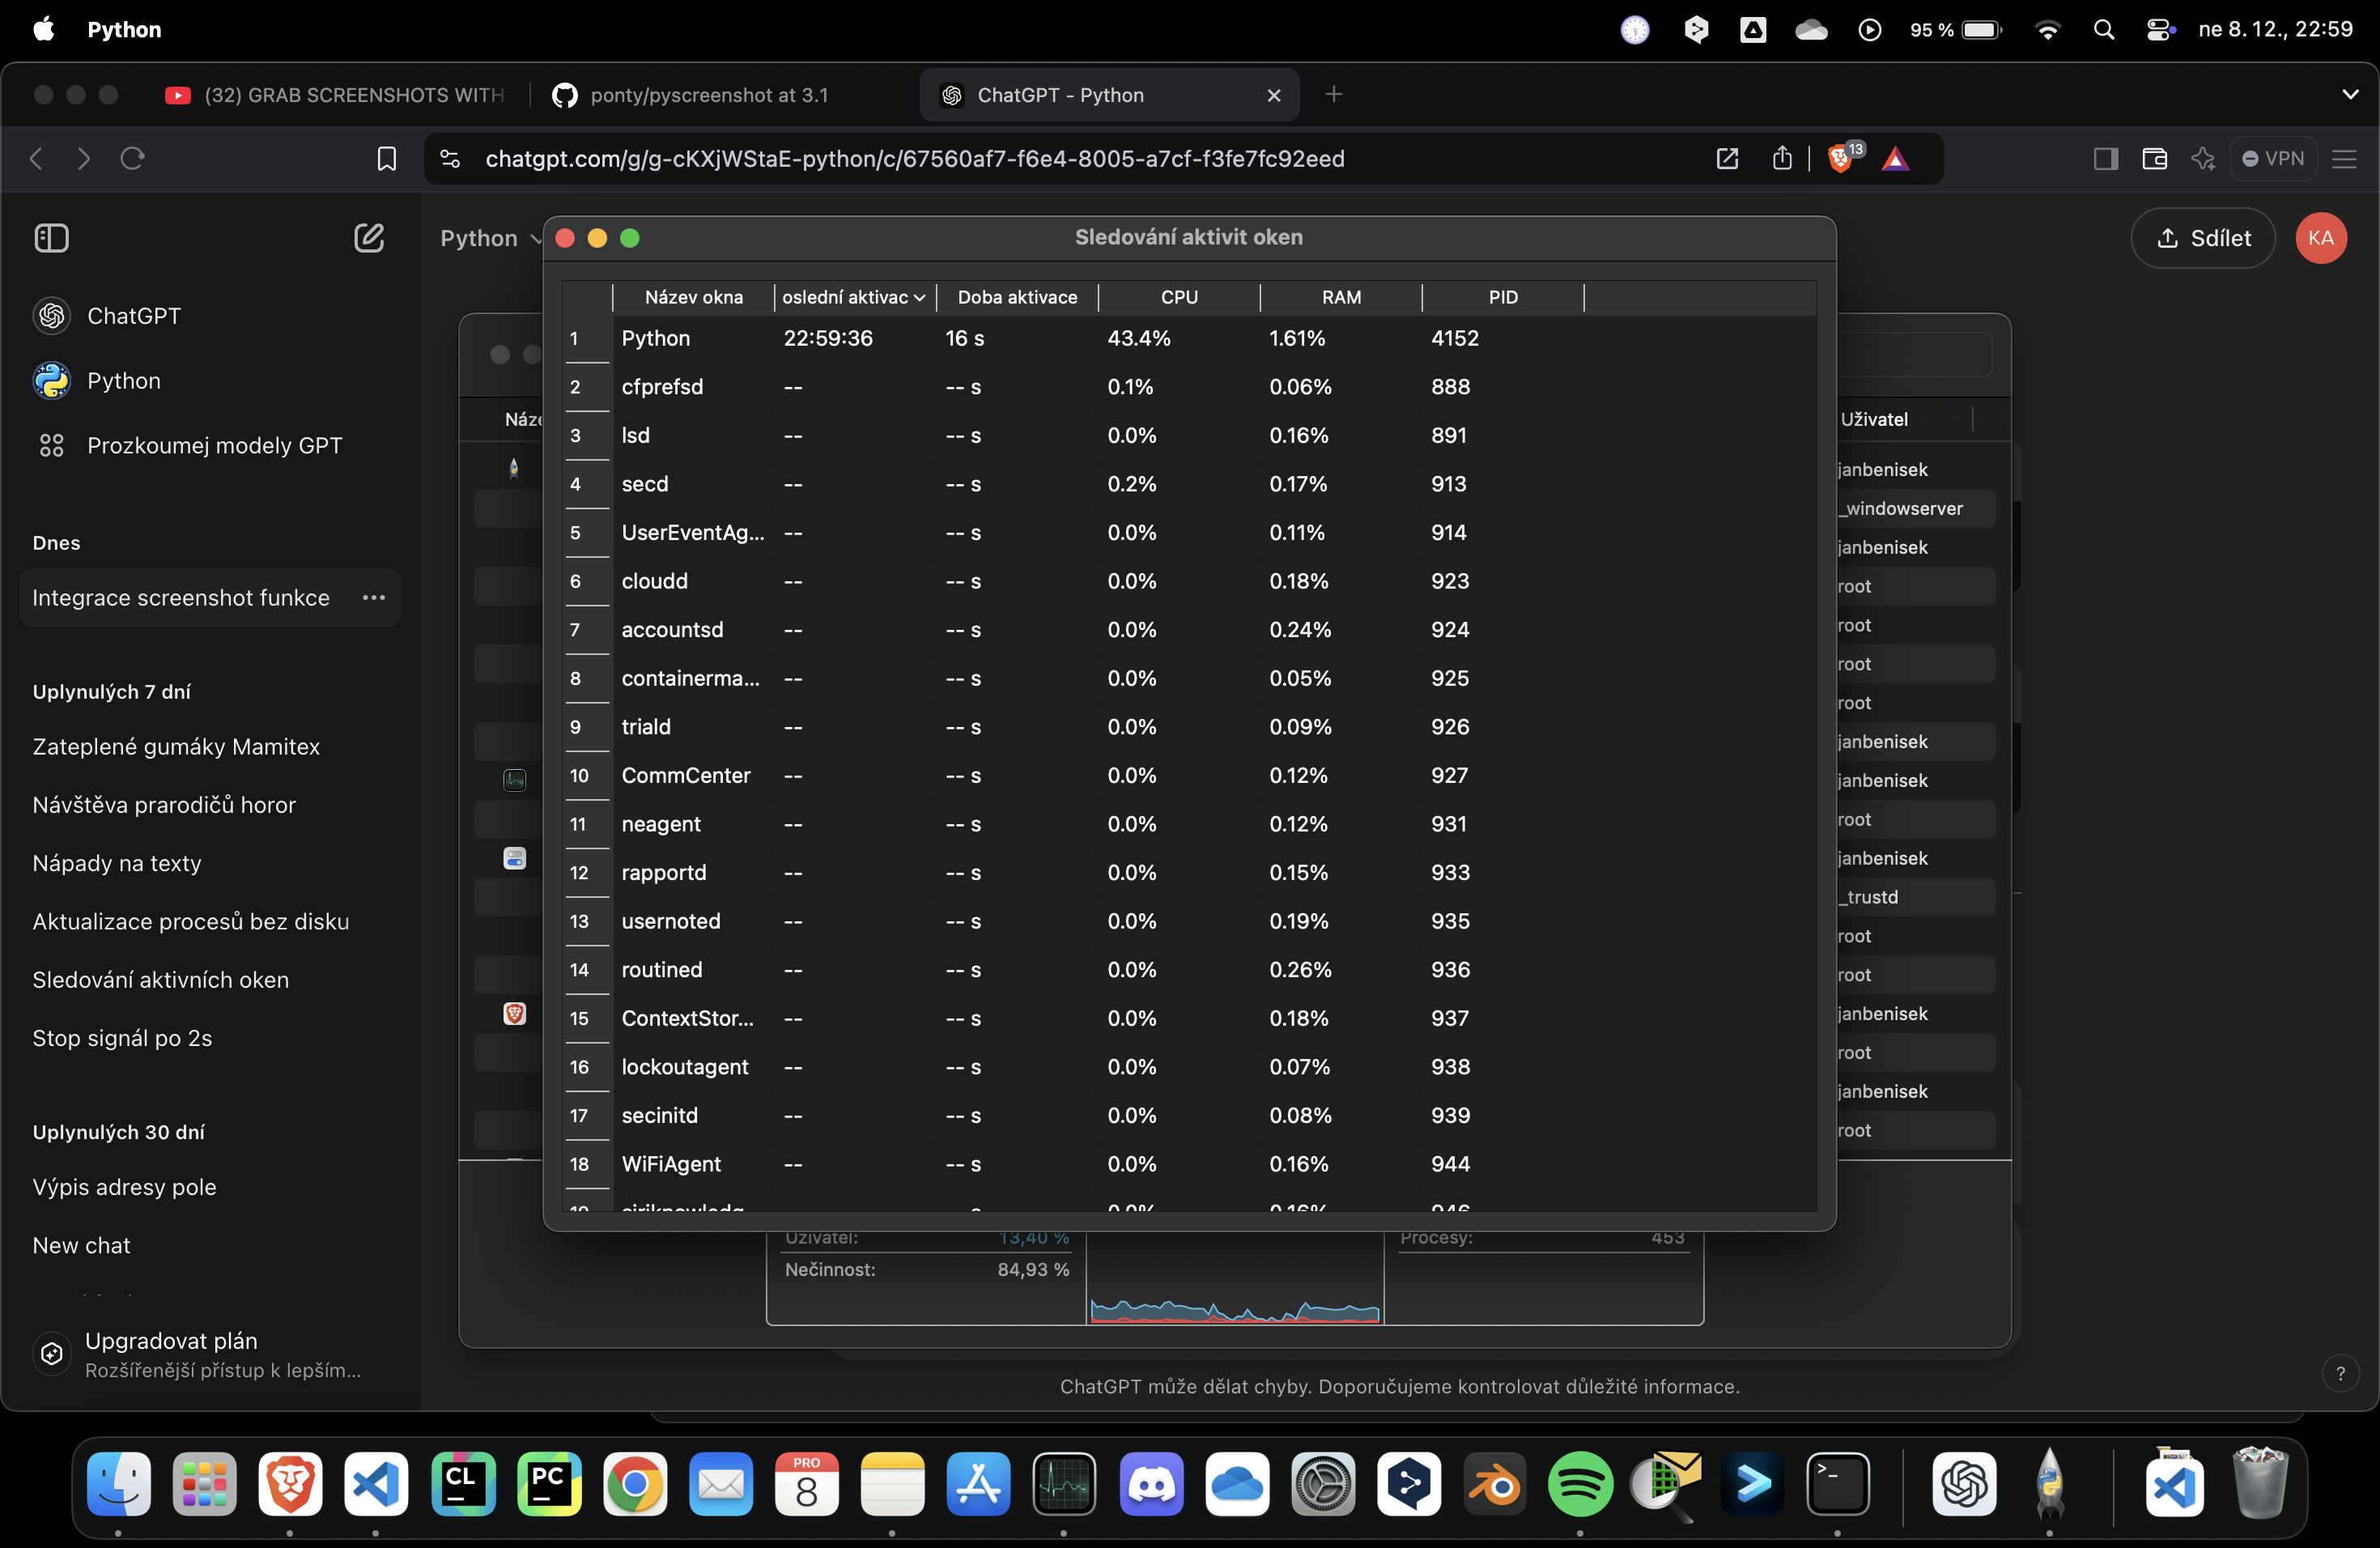 Python
95 %
ne 8. 12., 22:59
(32) GRAB SCREENSHOTS WITH
ponty/pyscreenshot at 3.1
ChatGPT - Python
chatgpt.com/g/g-cKXjWStaE-python/c/67560af7-f6e4-8005-a7cf-f3fe7fc92eed
13
VPN
ChatGPT
Python
Prozkoumej modely GPT
Dnes
Integrace screenshot funkce
Uplynulých 7 dní
Zateplené gumáky Mamitex
Návštěva prarodičů horor
Nápady na texty
Aktualizace procesů bez disku
Sledování aktivních oken
Stop signál po 2s
Uplynulých 30 dní
Výpis adresy pole
New chat
Upgradovat plán
Rozšířenější přístup k lepším...
Python
Sdílet
KA
Sledování aktivit oken
Název okna oslední aktivac Doba aktivace CPU RAM PID
1 Python 22:59:36 16 s 43.4% 1.61% 4152
2 cfprefsd -- -- s 0.1% 0.06% 888
3 lsd -- -- s 0.0% 0.16% 891
4 secd -- -- s 0.2% 0.17% 913
5 UserEventAg... -- -- s 0.0% 0.11% 914
6 cloudd -- -- s 0.0% 0.18% 923
7 accountsd -- -- s 0.0% 0.24% 924
8 containerma... -- -- s 0.0% 0.05% 925
9 triald -- -- s 0.0% 0.09% 926
10 CommCenter -- -- s 0.0% 0.12% 927
11 neagent -- -- s 0.0% 0.12% 931
12 rapportd -- -- s 0.0% 0.15% 933
13 usernoted -- -- s 0.0% 0.19% 935
14 routined -- -- s 0.0% 0.26% 936
15 ContextStor... -- -- s 0.0% 0.18% 937
16 lockoutagent -- -- s 0.0% 0.07% 938
17 secinitd -- -- s 0.0% 0.08% 939
18 WiFiAgent -- -- s 0.0% 0.16% 944
Náze
Uživatel
janbenisek
_windowserver
janbenisek
root
root
root
root
janbenisek
janbenisek
root
janbenisek
_trustd
root
root
janbenisek
root
janbenisek
root
Uživatel: 13,40 %
Nečinnost: 84,93 %
Procesy: 453
ChatGPT může dělat chyby. Doporučujeme kontrolovat důležité informace.
?
CL
PC
PRO
8